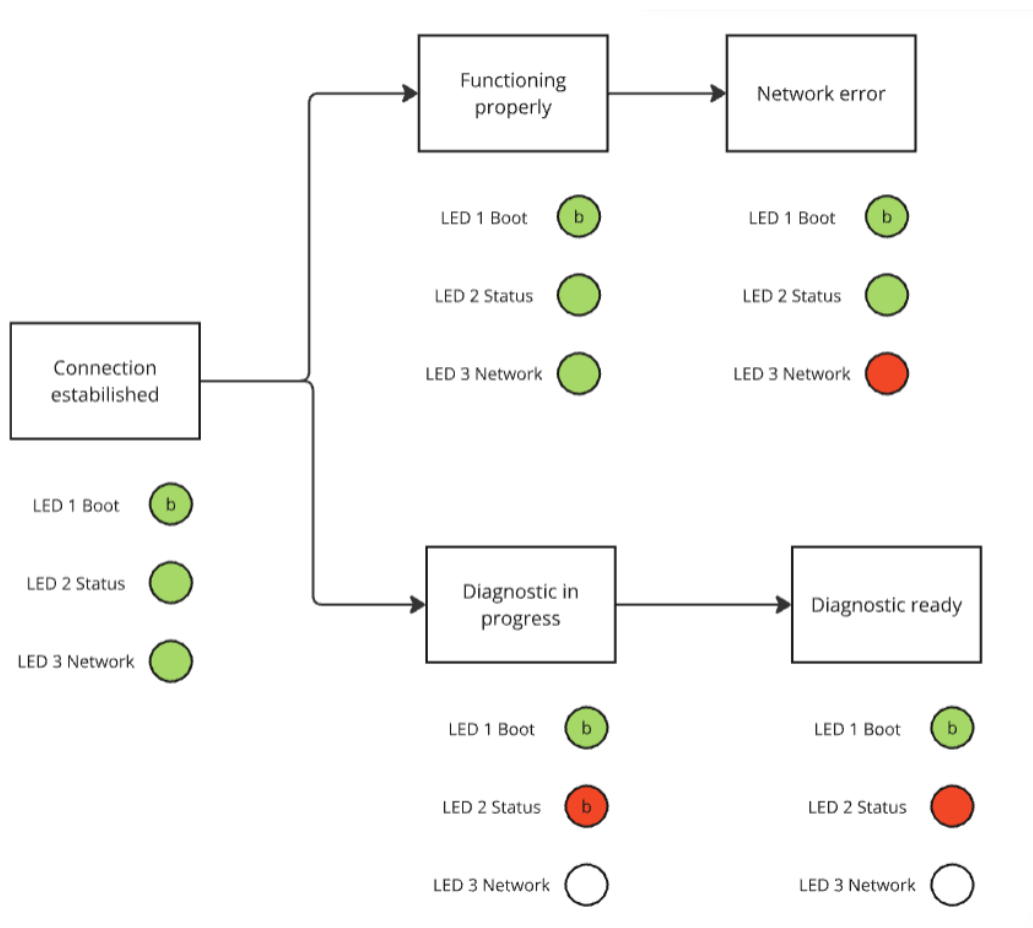 Functioning
properly
Network error
LED 1 Boot b
LED 2 Status
LED 3 Network
LED 1 Boot b
LED 2 Status
LED 3 Network
Connection
estabilished
LED 1 Boot b
LED 2 Status
LED 3 Network
Diagnostic in
progress
Diagnostic ready
LED 1 Boot b
LED 2 Status b
LED 3 Network
LED 1 Boot b
LED 2 Status
LED 3 Network